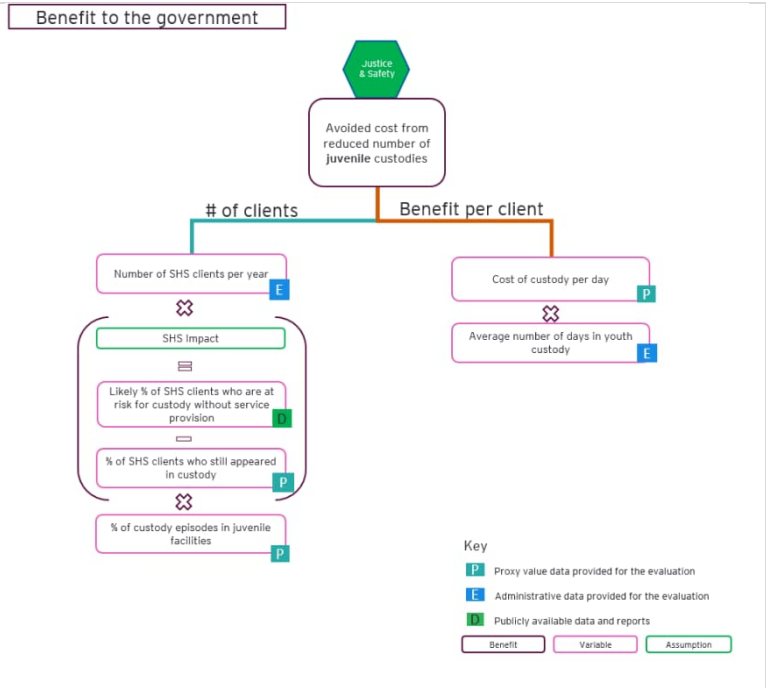 Benefit to the government
Justice
& Safety
Avoided cost from
reduced number of
juvenile custodies
# of clients
Benefit per client
Number of SHS clients per year
E
SHS Impact
Likely % of SHS clients who are at
risk for custody without service
provision
D
% of SHS clients who still appeared
in custody
P
% of custody episodes in juvenile
facilities
P
Cost of custody per day
P
Average number of days in youth
custody
E
Key
P Proxy value data provided for the evaluation
E Administrative data provided for the evaluation
D Publicly available data and reports
Benefit Variable Assumption